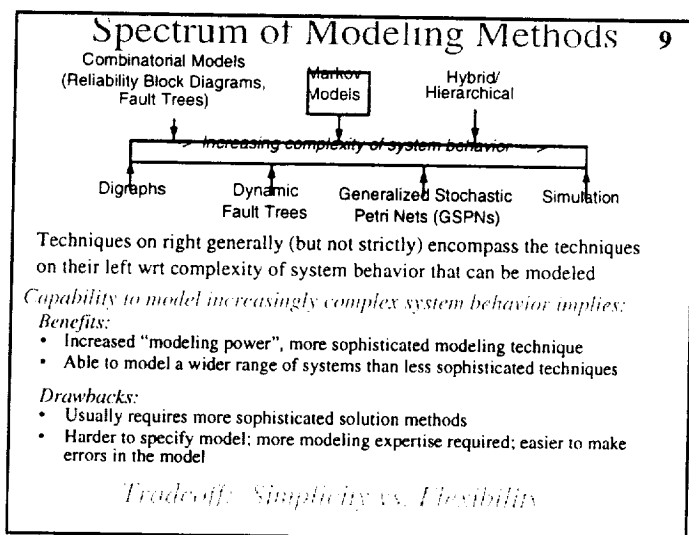 Spectrum of Modeling Methods 9
Combinatorial Models
(Reliability Block Diagrams,
Fault Trees)
Markov
Models
Hybrid/
Hierarchical
> Increasing complexity of system behavior >
Digraphs
Dynamic
Fault Trees
Generalized Stochastic
Petri Nets (GSPNs)
Simulation
Techniques on right generally (but not strictly) encompass the techniques
on their left wrt complexity of system behavior that can be modeled
Capability to model increasingly complex system behavior implies:
Benefits:
• Increased "modeling power", more sophisticated modeling technique
• Able to model a wider range of systems than less sophisticated techniques
Drawbacks:
• Usually requires more sophisticated solution methods
• Harder to specify model; more modeling expertise required; easier to make
errors in the model
Tradeoff: Simplicity vs. Flexibility